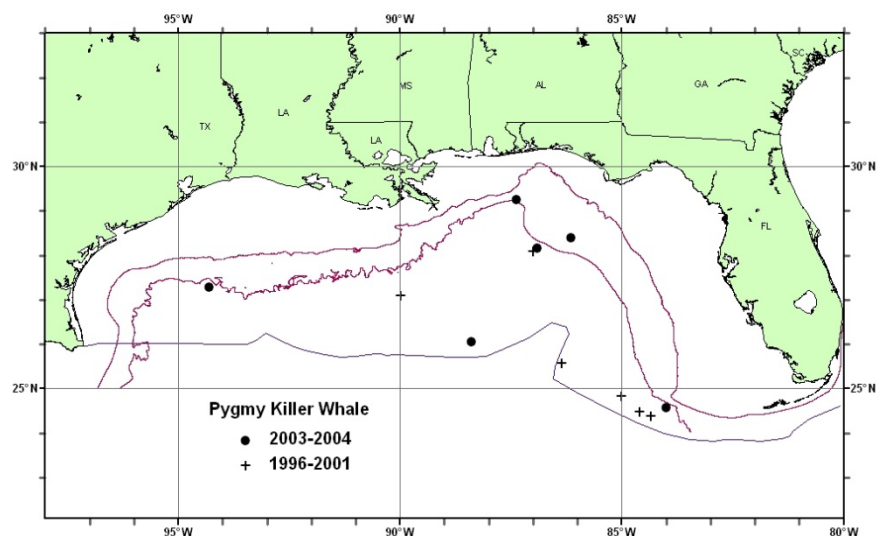 95°W 90°W 85°W
SC
MS AL GA
LA
TX
LA
30°N 30°N
FL
25°N 25°N
Pygmy Killer Whale
2003-2004
1996-2001
95°W 90°W 85°W 80°W